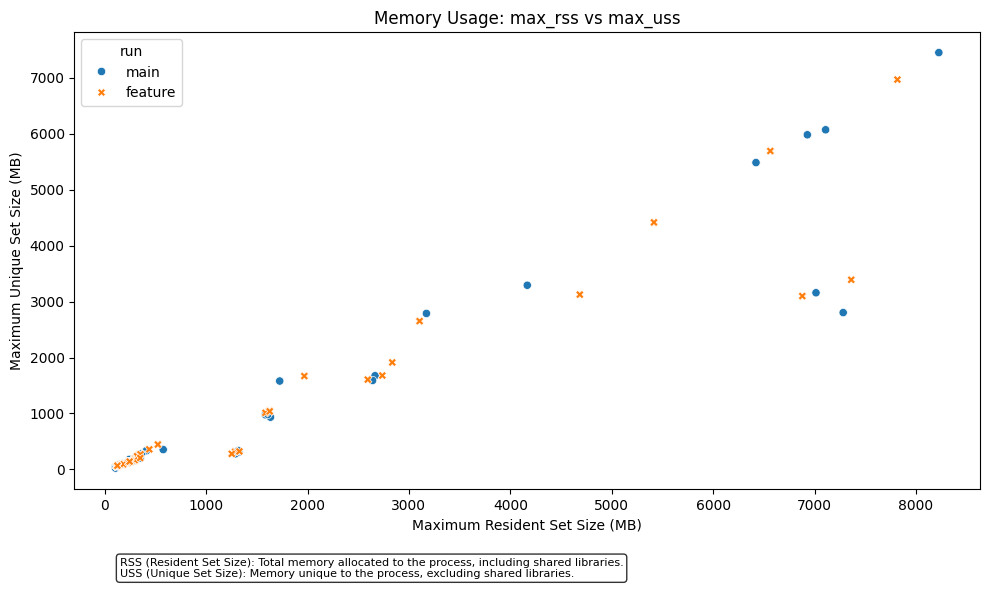 Memory Usage: max_rss vs max_uss
run
main
feature
7000
6000
5000
4000
3000
2000
1000
0
Maximum Unique Set Size (MB)
0 1000 2000 3000 4000 5000 6000 7000 8000
Maximum Resident Set Size (MB)
RSS (Resident Set Size): Total memory allocated to the process, including shared libraries.
USS (Unique Set Size): Memory unique to the process, excluding shared libraries.